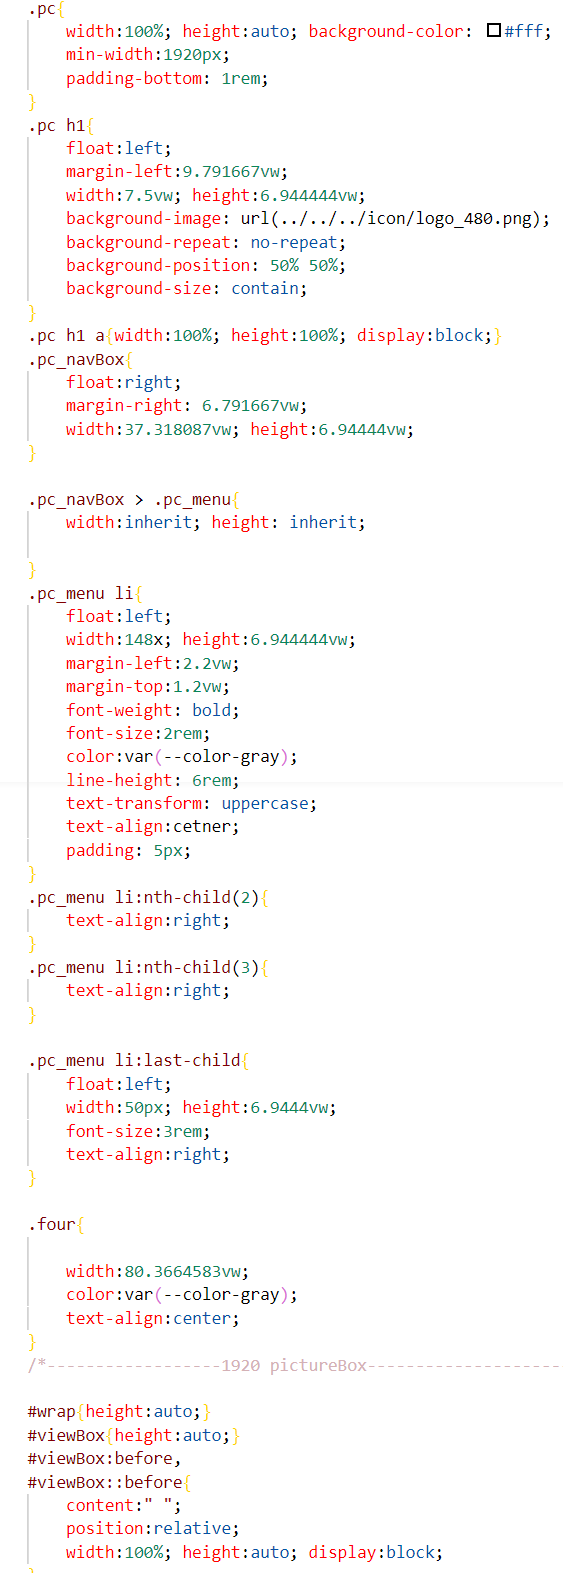 .pc{
width:100%; height:auto; background-color: #fff;
min-width:1920px;
padding-bottom: 1rem;
}
.pc h1{
float:left;
margin-left:9.791667vw;
width:7.5vw; height:6.944444vw;
background-image: url(../../../icon/logo_480.png);
background-repeat: no-repeat;
background-position: 50% 50%;
background-size: contain;
}
.pc h1 a{width:100%; height:100%; display:block;}
.pc_navBox{
float:right;
margin-right: 6.791667vw;
width:37.318087vw; height:6.94444vw;
}
.pc_navBox > .pc_menu{
width:inherit; height: inherit;
}
.pc_menu li{
float:left;
width:148x; height:6.944444vw;
margin-left:2.2vw;
margin-top:1.2vw;
font-weight: bold;
font-size:2rem;
color:var(--color-gray);
line-height: 6rem;
text-transform: uppercase;
text-align:cetner;
padding: 5px;
}
.pc_menu li:nth-child(2){
text-align:right;
}
.pc_menu li:nth-child(3){
text-align:right;
}
.pc_menu li:last-child{
float:left;
width:50px; height:6.9444vw;
font-size:3rem;
text-align:right;
}
.four{
width:80.3664583vw;
color:var(--color-gray);
text-align:center;
}
/*------------------1920 pictureBox--------------------
#wrap{height:auto;}
#viewBox{height:auto;}
#viewBox:before,
#viewBox::before{
content:" ";
position:relative;
width:100%; height:auto; display:block;
}